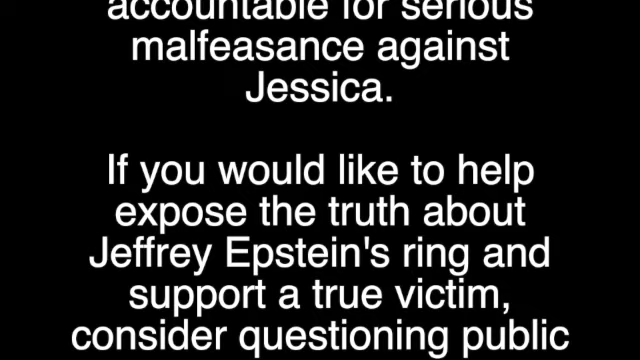 accountable for serious
malfeasance against
Jessica.
If you would like to help
expose the truth about
Jeffrey Epstein's ring and
support a true victim,
consider questioning public